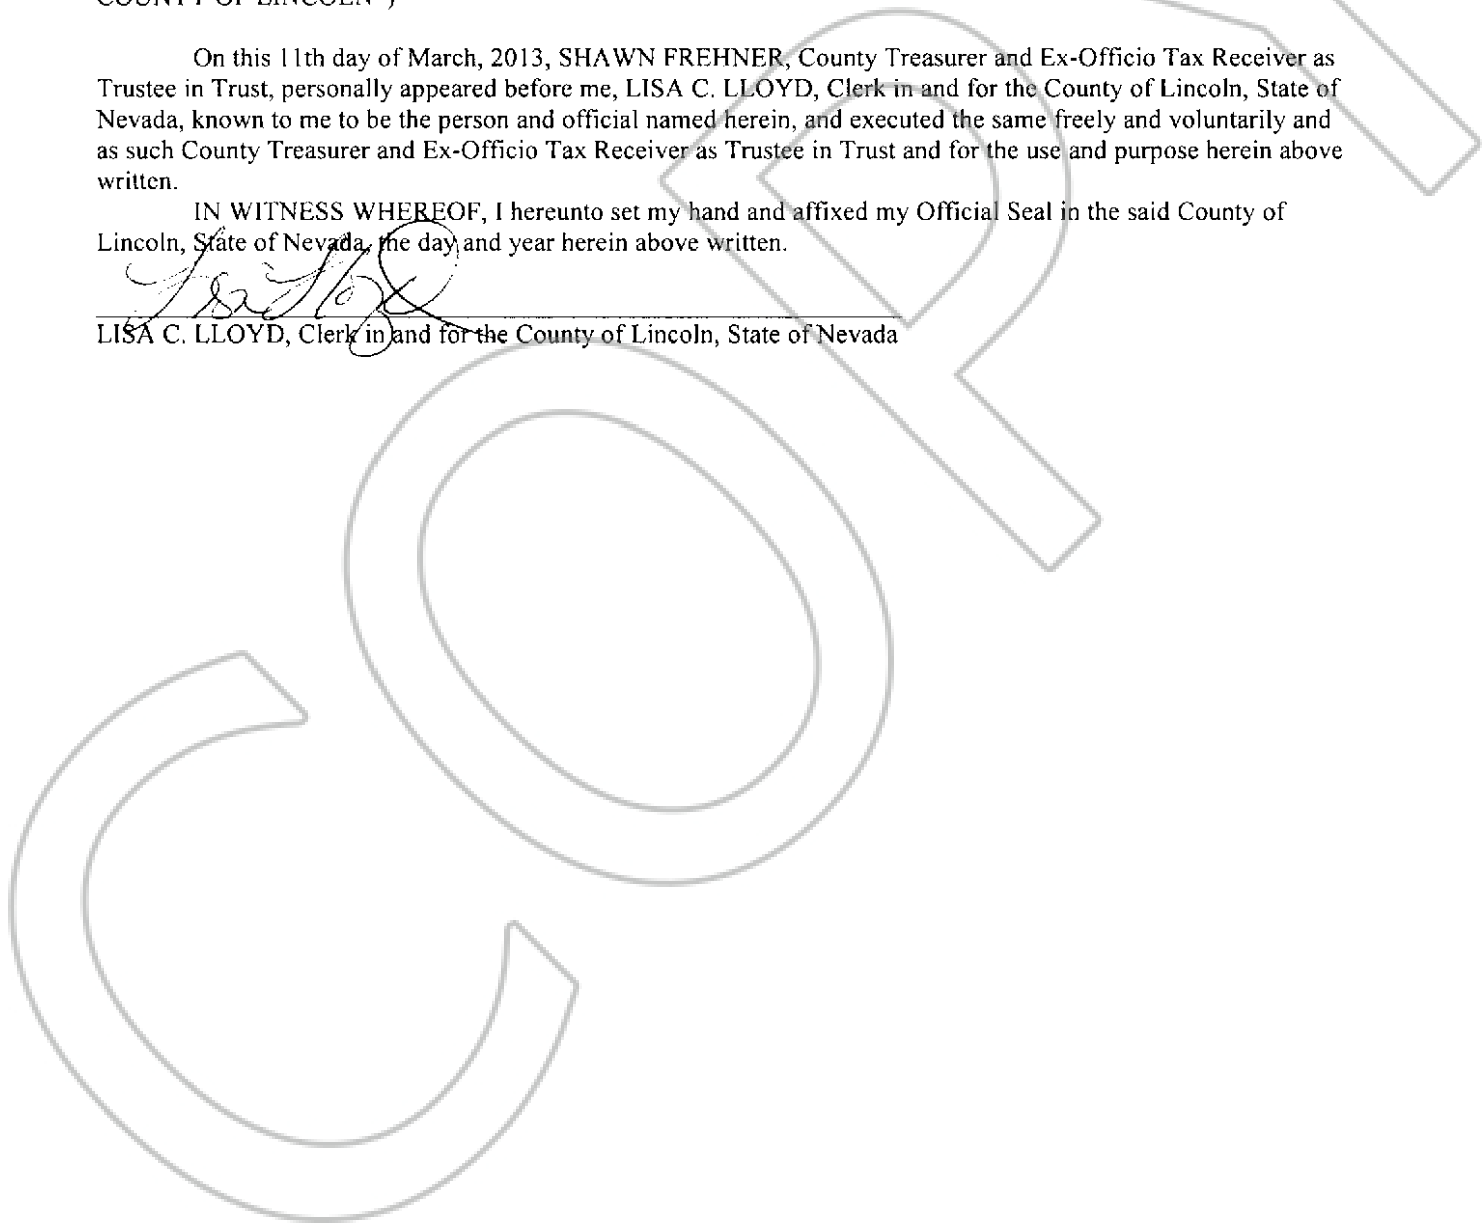 COUNTY OF LINCOLN )
On this 11th day of March, 2013, SHAWN FREHNER, County Treasurer and Ex-Officio Tax Receiver as
Trustee in Trust, personally appeared before me, LISA C. LLOYD, Clerk in and for the County of Lincoln, State of
Nevada, known to me to be the person and official named herein, and executed the same freely and voluntarily and
as such County Treasurer and Ex-Officio Tax Receiver as Trustee in Trust and for the use and purpose herein above
written.
IN WITNESS WHEREOF, I hereunto set my hand and affixed my Official Seal in the said County of
Lincoln, State of Nevada, the day and year herein above written.
Lisa Lloyd
LISA C. LLOYD, Clerk in and for the County of Lincoln, State of Nevada
COPY